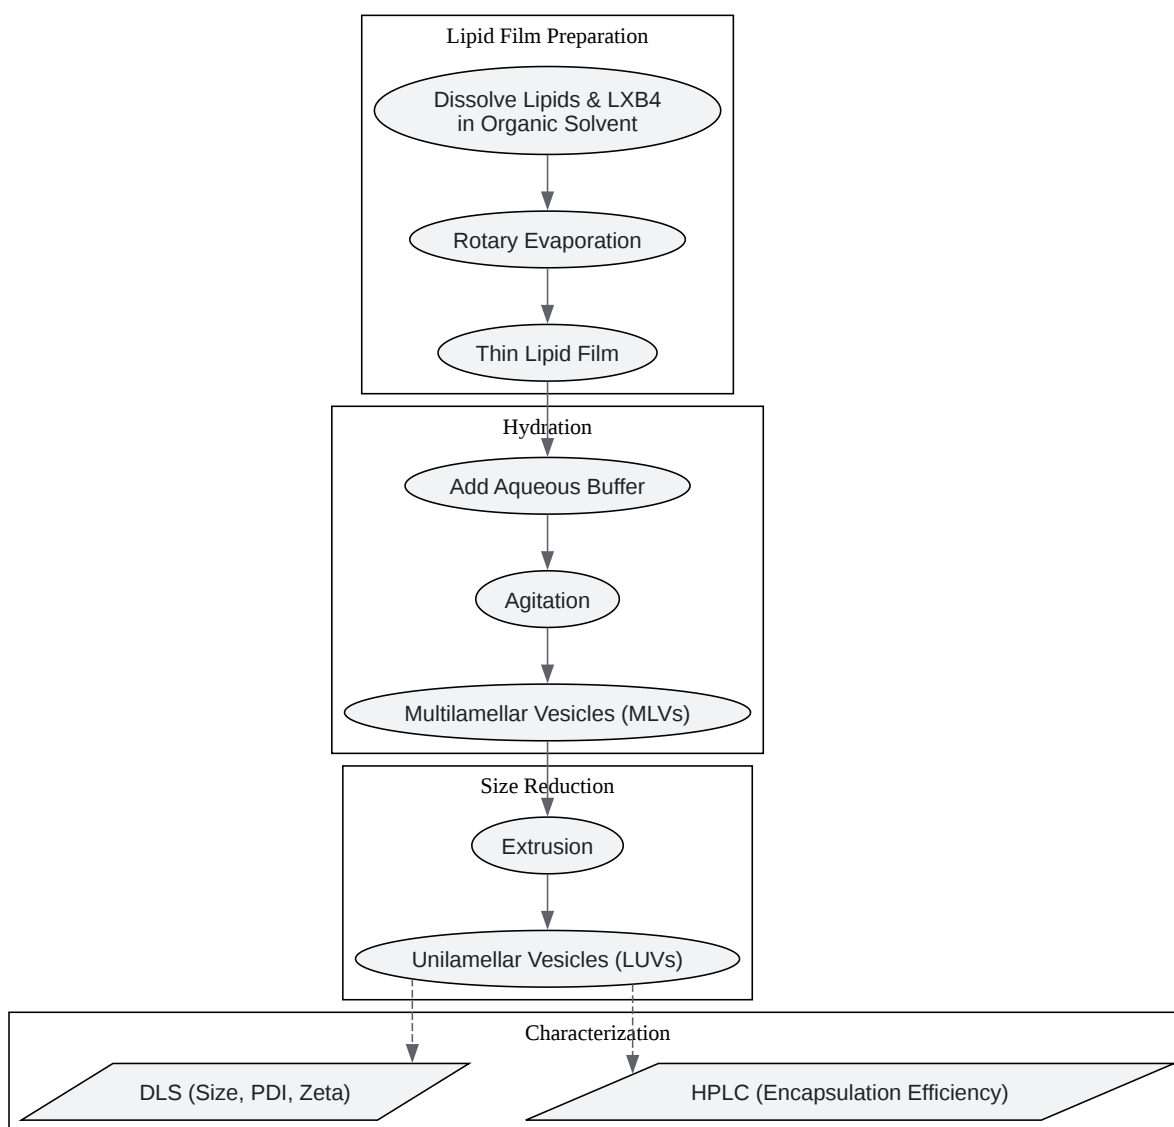 Lipid Film Preparation
Dissolve Lipids & LXB4
in Organic Solvent
Rotary Evaporation
Thin Lipid Film
Hydration
Add Aqueous Buffer
Agitation
Multilamellar Vesicles (MLVs)
Size Reduction
Extrusion
Unilamellar Vesicles (LUVs)
Characterization
DLS (Size, PDI, Zeta)
HPLC (Encapsulation Efficiency)